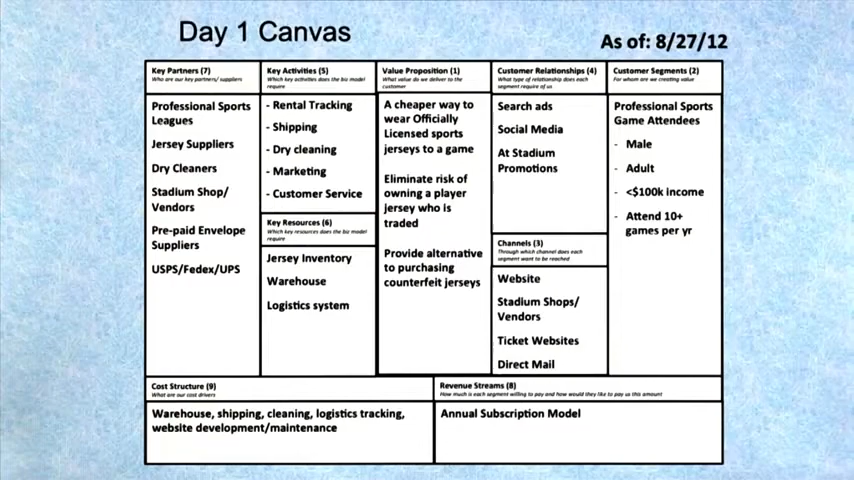 Day 1 Canvas
As of: 8/27/12
Key Partners (7)
Who are our key partners/ suppliers
Professional Sports
Leagues
Jersey Suppliers
Dry Cleaners
Stadium Shop/
Vendors
Pre-paid Envelope
Suppliers
USPS/Fedex/UPS
Key Activities (5)
Which key activities does the biz model
require
- Rental Tracking
- Shipping
- Dry cleaning
- Marketing
- Customer Service
Key Resources (6)
Which key resources does the biz model
require
Jersey Inventory
Warehouse
Logistics system
Value Proposition (1)
What value do we deliver to the
customer
A cheaper way to
wear Officially
Licensed sports
jerseys to a game
Eliminate risk of
owning a player
jersey who is
traded
Provide alternative
to purchasing
counterfeit jerseys
Customer Relationships (4)
What type of relationship does each
segment require of us
Search ads
Social Media
At Stadium
Promotions
Channels (3)
Through which channel does each
segment want to be reached
Website
Stadium Shops/
Vendors
Ticket Websites
Direct Mail
Customer Segments (2)
For whom are we creating value
Professional Sports
Game Attendees
- Male
- Adult
- <$100k income
- Attend 10+
games per yr
Cost Structure (9)
What are our cost drivers
Warehouse, shipping, cleaning, logistics tracking,
website development/maintenance
Revenue Streams (8)
How much is each segment willing to pay and how would they like to pay us this amount
Annual Subscription Model